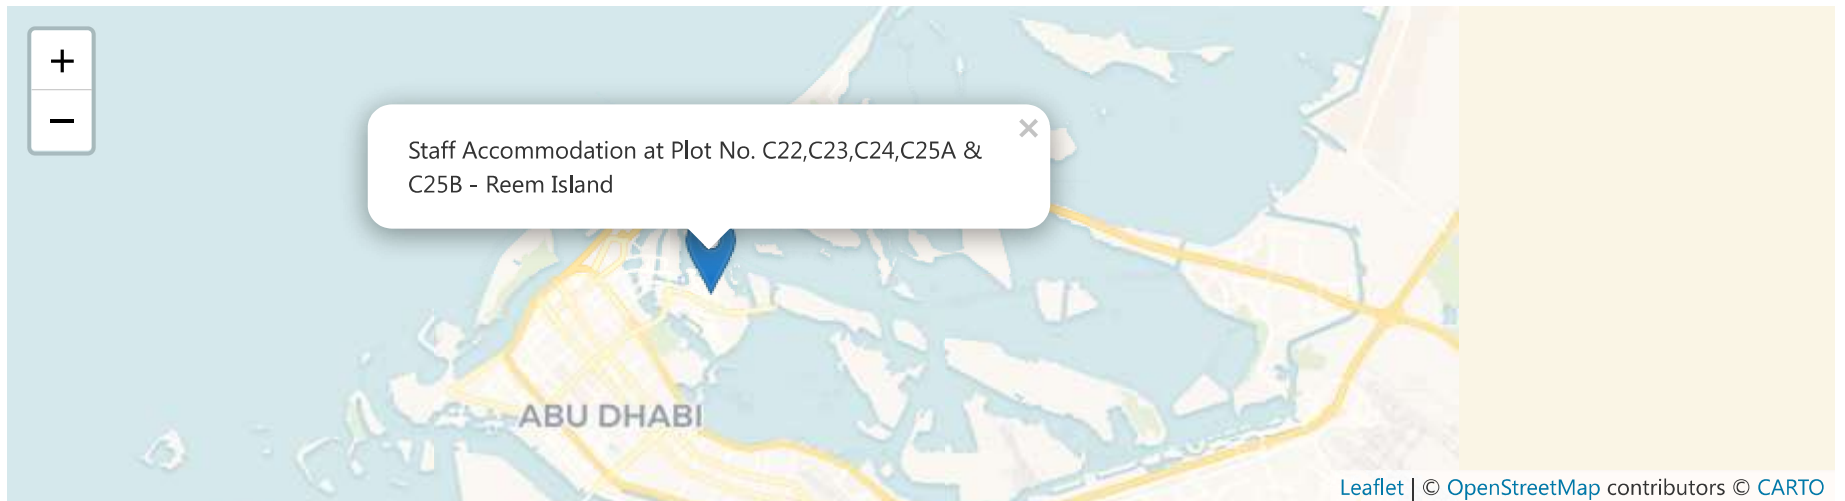 +
−
×
Staff Accommodation at Plot No. C22,C23,C24,C25A &
C25B - Reem Island
ABU DHABI
Leaflet | © OpenStreetMap contributors © CARTO